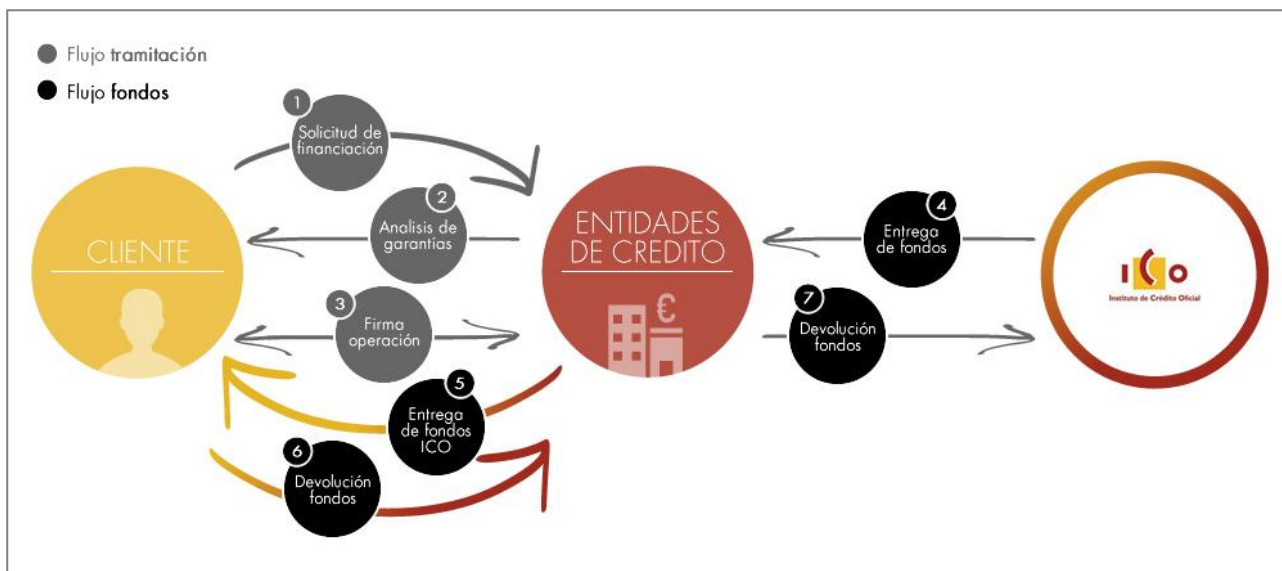 Flujo tramitación
Flujo fondos
1
Solicitud de
financiación
2
Analisis de
garantías
3
Firma
operación
CLIENTE
ENTIDADES
DE CREDITO
€
4
Entrega
de fondos
7
Devolución
fondos
ICO
Instituto de Crédito Oficial
5
Entrega
de fondos
ICO
6
Devolución
fondos